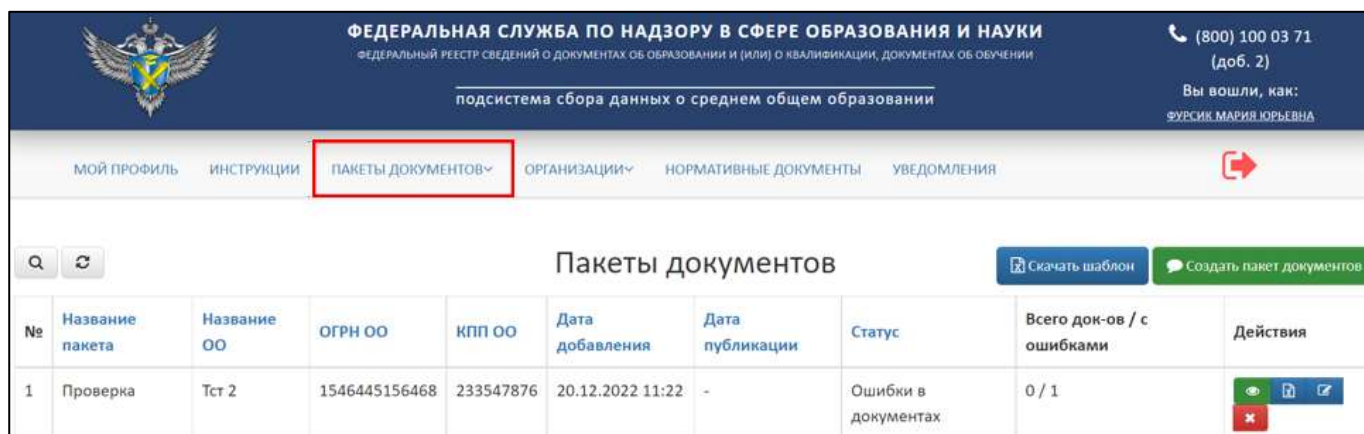 ФЕДЕРАЛЬНАЯ СЛУЖБА ПО НАДЗОРУ В СФЕРЕ ОБРАЗОВАНИЯ И НАУКИ
ФЕДЕРАЛЬНЫЙ РЕЕСТР СВЕДЕНИЙ О ДОКУМЕНТАХ ОБ ОБРАЗОВАНИИ И (ИЛИ) О КВАЛИФИКАЦИИ, ДОКУМЕНТАХ ОБ ОБУЧЕНИИ
подсистема сбора данных о среднем общем образовании
(800) 100 03 71
(доб. 2)
Вы вошли, как:
ФУРСИК МАРИЯ ЮРЬЕВНА
МОЙ ПРОФИЛЬ ИНСТРУКЦИИ ПАКЕТЫ ДОКУМЕНТОВ ОРГАНИЗАЦИИ НОРМАТИВНЫЕ ДОКУМЕНТЫ УВЕДОМЛЕНИЯ
Пакеты документов
Скачать шаблон Создать пакет документов
№ Название пакета Название ОО ОГРН ОО КПП ОО Дата добавления Дата публикации Статус Всего док-ов / с ошибками Действия
1 Проверка Тст 2 1546445156468 233547876 20.12.2022 11:22 - Ошибки в документах 0 / 1